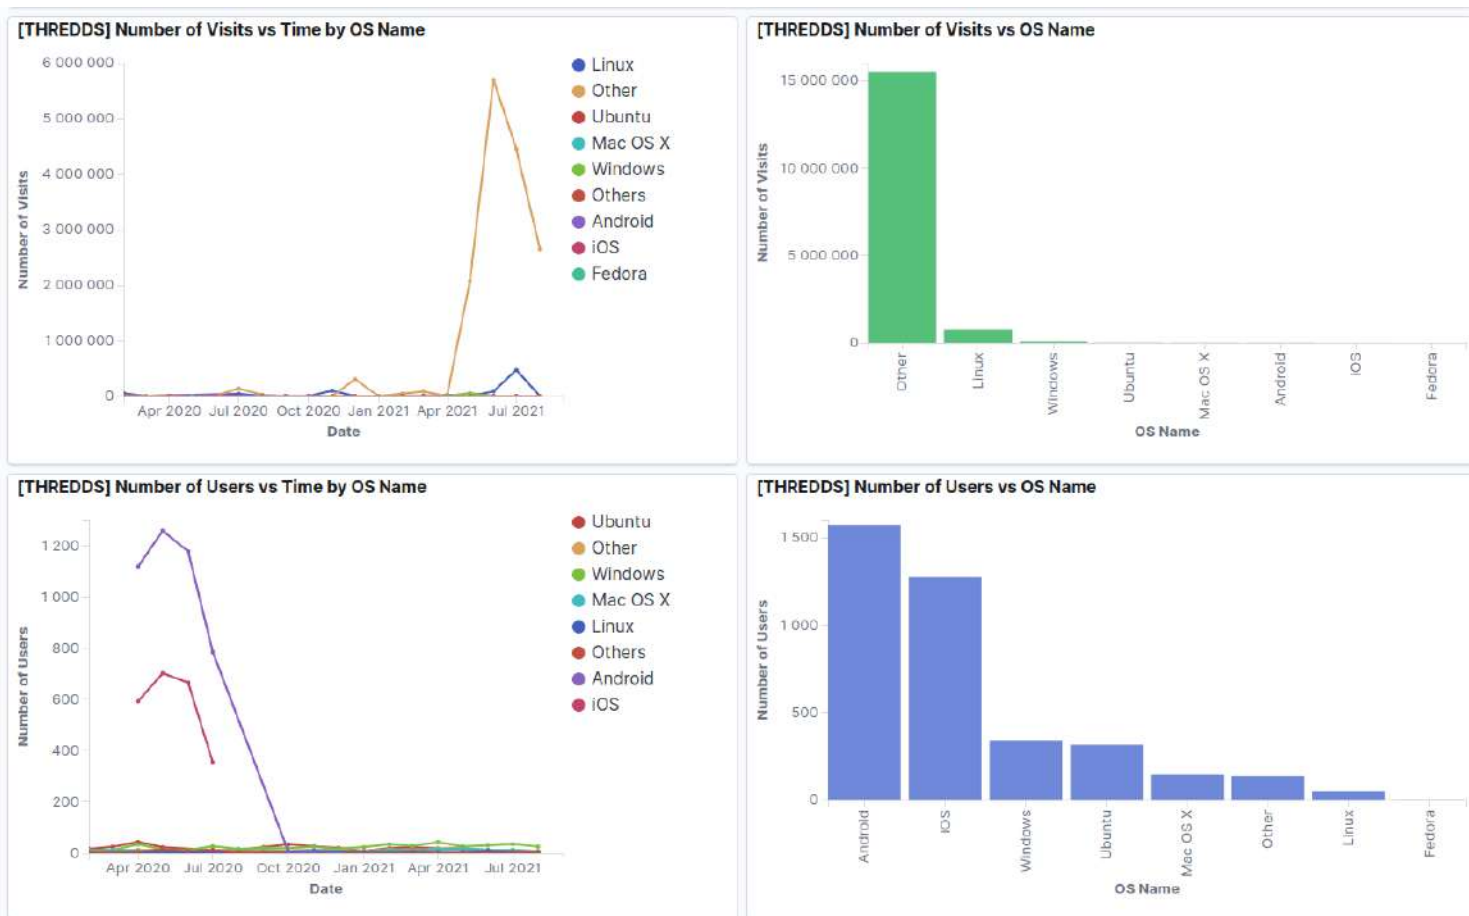 [THREDDS] Number of Visits vs Time by OS Name
6 000 000
5 000 000
4 000 000
3 000 000
2 000 000
1 000 000
0
Number of Visits
Apr 2020 Jul 2020 Oct 2020 Jan 2021 Apr 2021 Jul 2021
Date
Linux
Other
Ubuntu
Mac OS X
Windows
Others
Android
iOS
Fedora
[THREDDS] Number of Visits vs OS Name
15 000 000
10 000 000
5 000 000
0
Number of Visits
Other
Linux
Windows
Ubuntu
Mac OS X
Android
iOS
Fedora
OS Name
[THREDDS] Number of Users vs Time by OS Name
1 200
1 000
800
600
400
200
0
Number of Users
Apr 2020 Jul 2020 Oct 2020 Jan 2021 Apr 2021 Jul 2021
Date
Ubuntu
Other
Windows
Mac OS X
Linux
Others
Android
iOS
[THREDDS] Number of Users vs OS Name
1 500
1 000
500
0
Number of Users
Android
iOS
Windows
Ubuntu
Mac OS X
Other
Linux
Fedora
OS Name